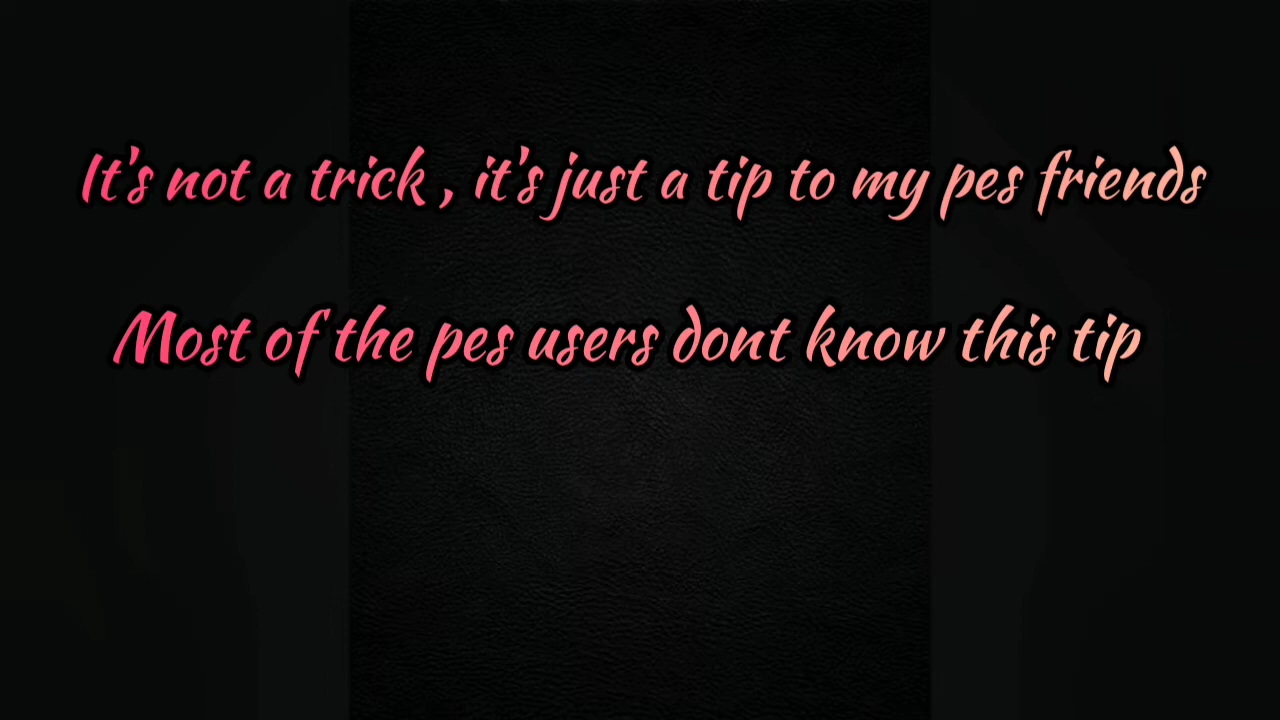 It's not a trick , it's just a tip to my pes friends
Most of the pes users dont know this tip